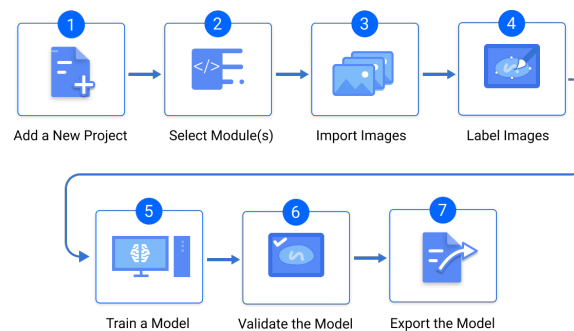 1
2
3
4
</>
Add a New Project
Select Module(s)
Import Images
Label Images
5
6
7
Train a Model
Validate the Model
Export the Model